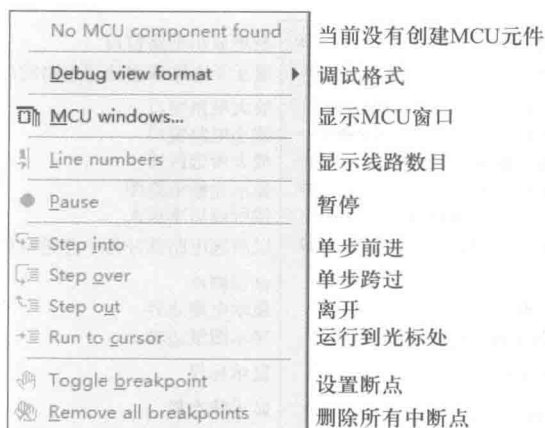 No MCU component found 当前没有创建MCU元件
Debug view format 调试格式
MCU windows... 显示MCU窗口
Line numbers 显示线路数目
Pause 暂停
Step into 单步前进
Step over 单步跨过
Step out 离开
Run to cursor 运行到光标处
Toggle breakpoint 设置断点
Remove all breakpoints 删除所有中断点